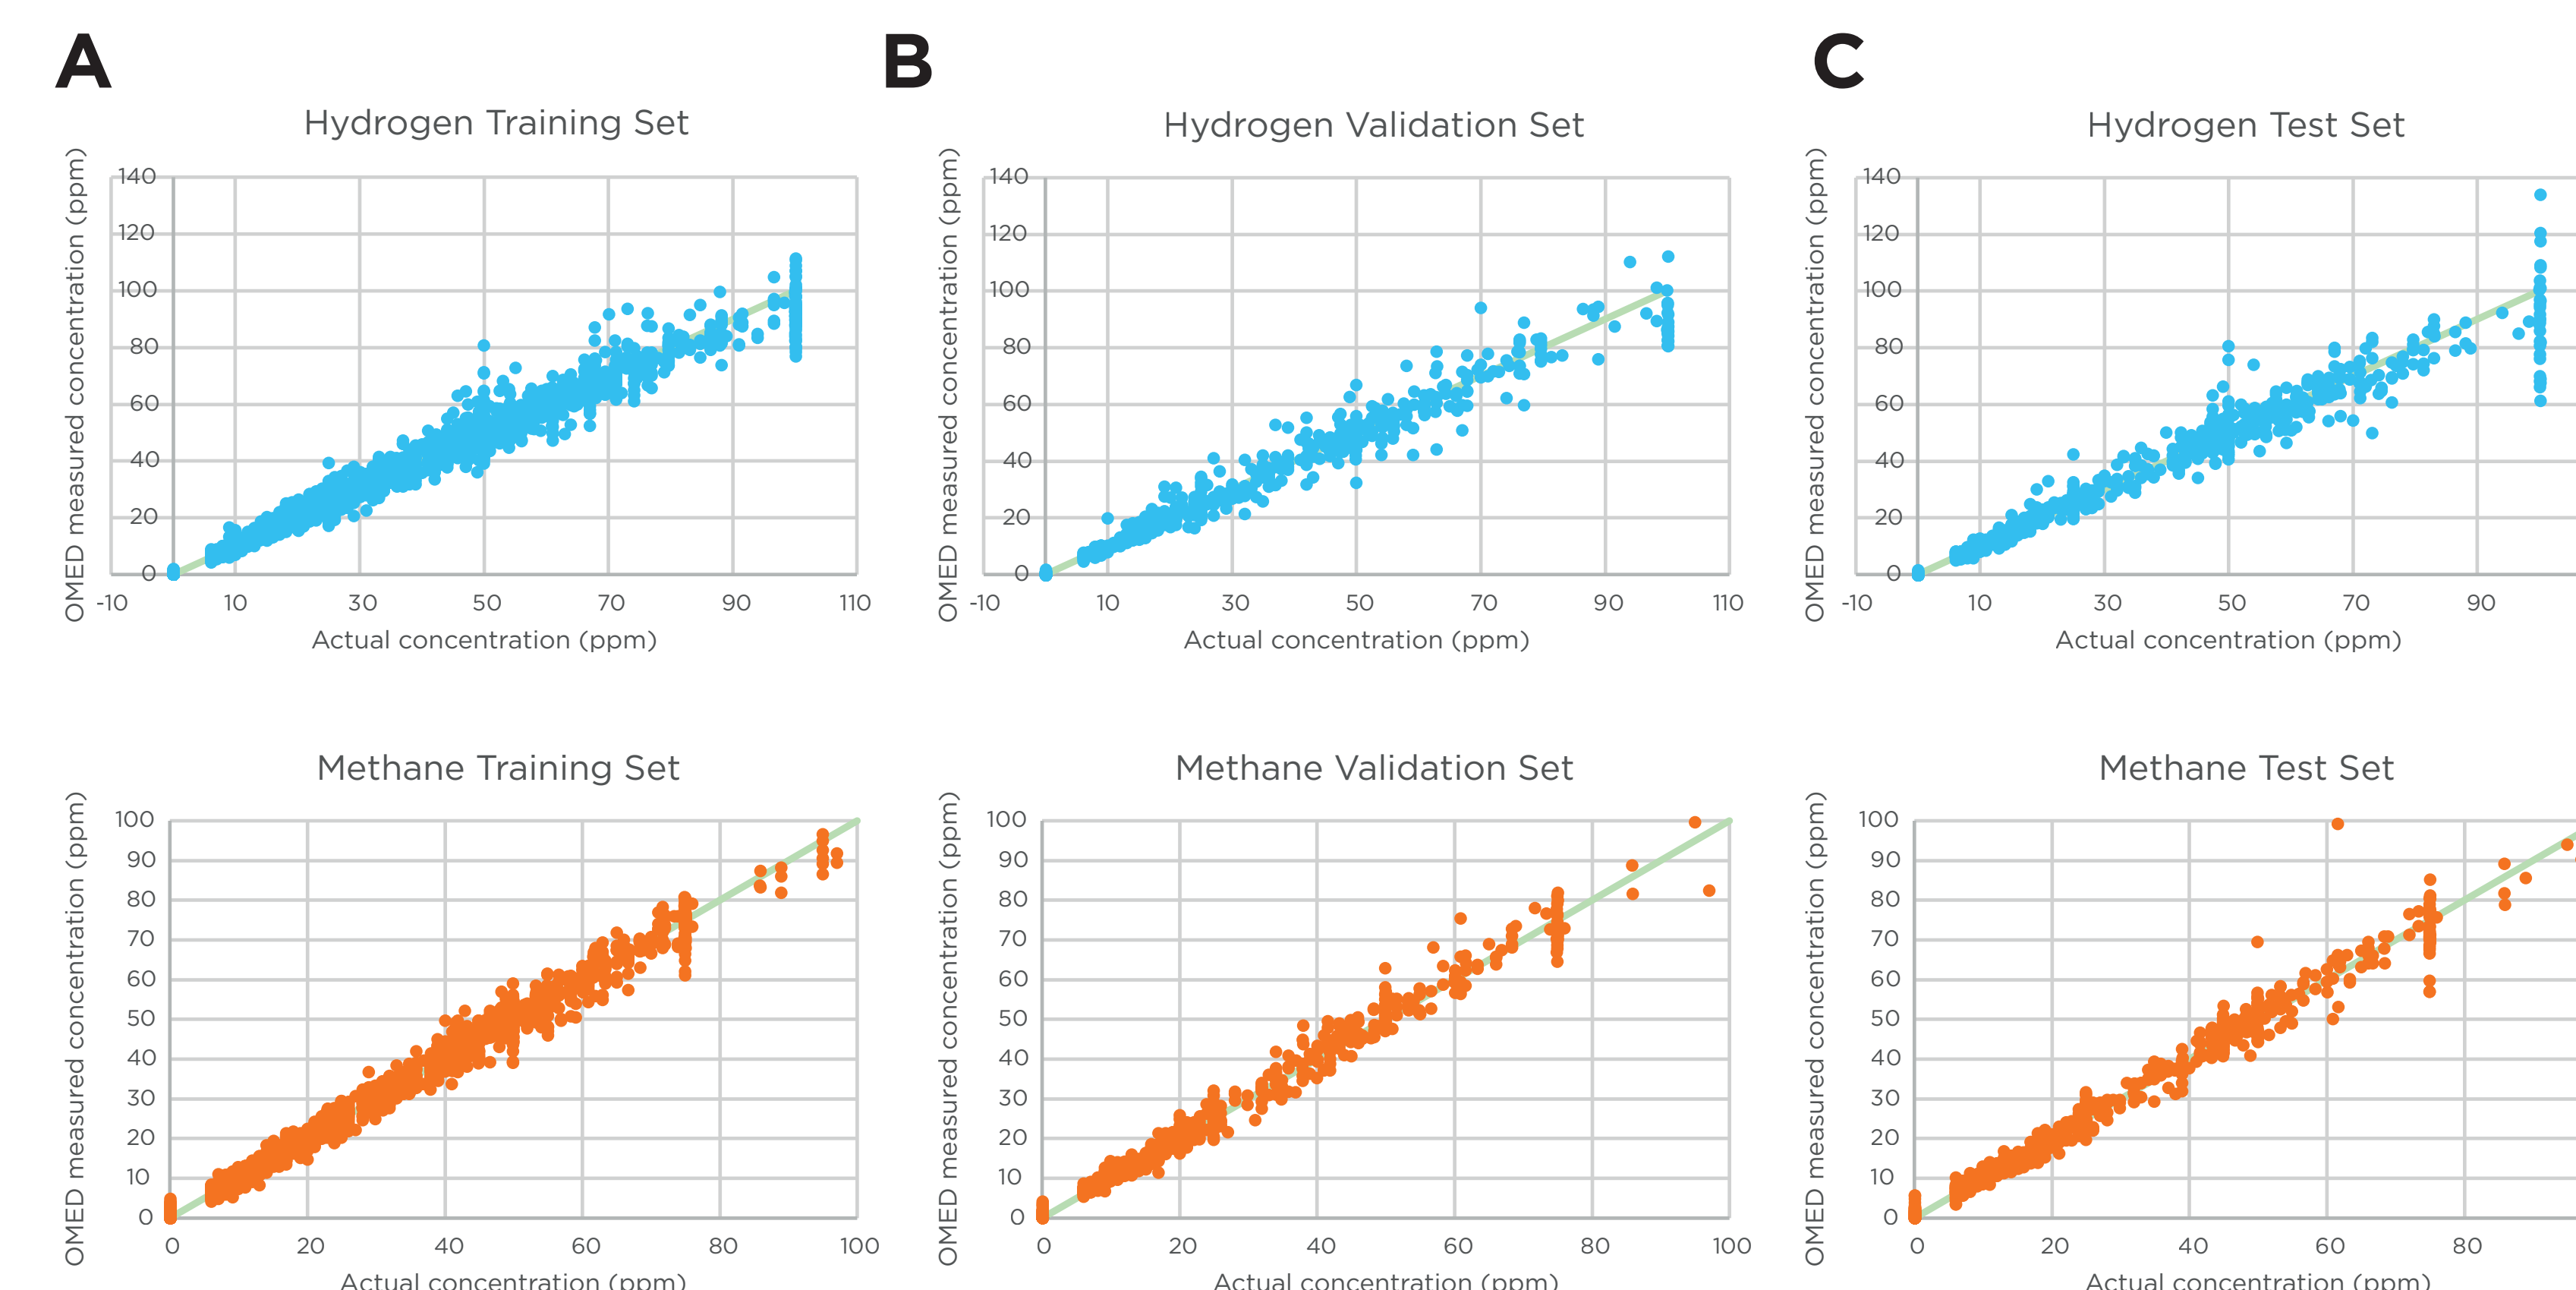 A
B
C
Hydrogen Training Set
Hydrogen Validation Set
Hydrogen Test Set
OMED measured concentration (ppm)
140
120
100
80
60
40
20
0
-10 10 30 50 70 90 110
Actual concentration (ppm)
OMED measured concentration (ppm)
140
120
100
80
60
40
20
0
-10 10 30 50 70 90 110
Actual concentration (ppm)
OMED measured concentration (ppm)
140
120
100
80
60
40
20
0
-10 10 30 50 70 90
Actual concentration (ppm)
Methane Training Set
Methane Validation Set
Methane Test Set
OMED measured concentration (ppm)
100
90
80
70
60
50
40
30
20
10
0
0 20 40 60 80 100
Actual concentration (ppm)
OMED measured concentration (ppm)
100
90
80
70
60
50
40
30
20
10
0
0 20 40 60 80 100
Actual concentration (ppm)
OMED measured concentration (ppm)
100
90
80
70
60
50
40
30
20
10
0
0 20 40 60 80
Actual concentration (ppm)